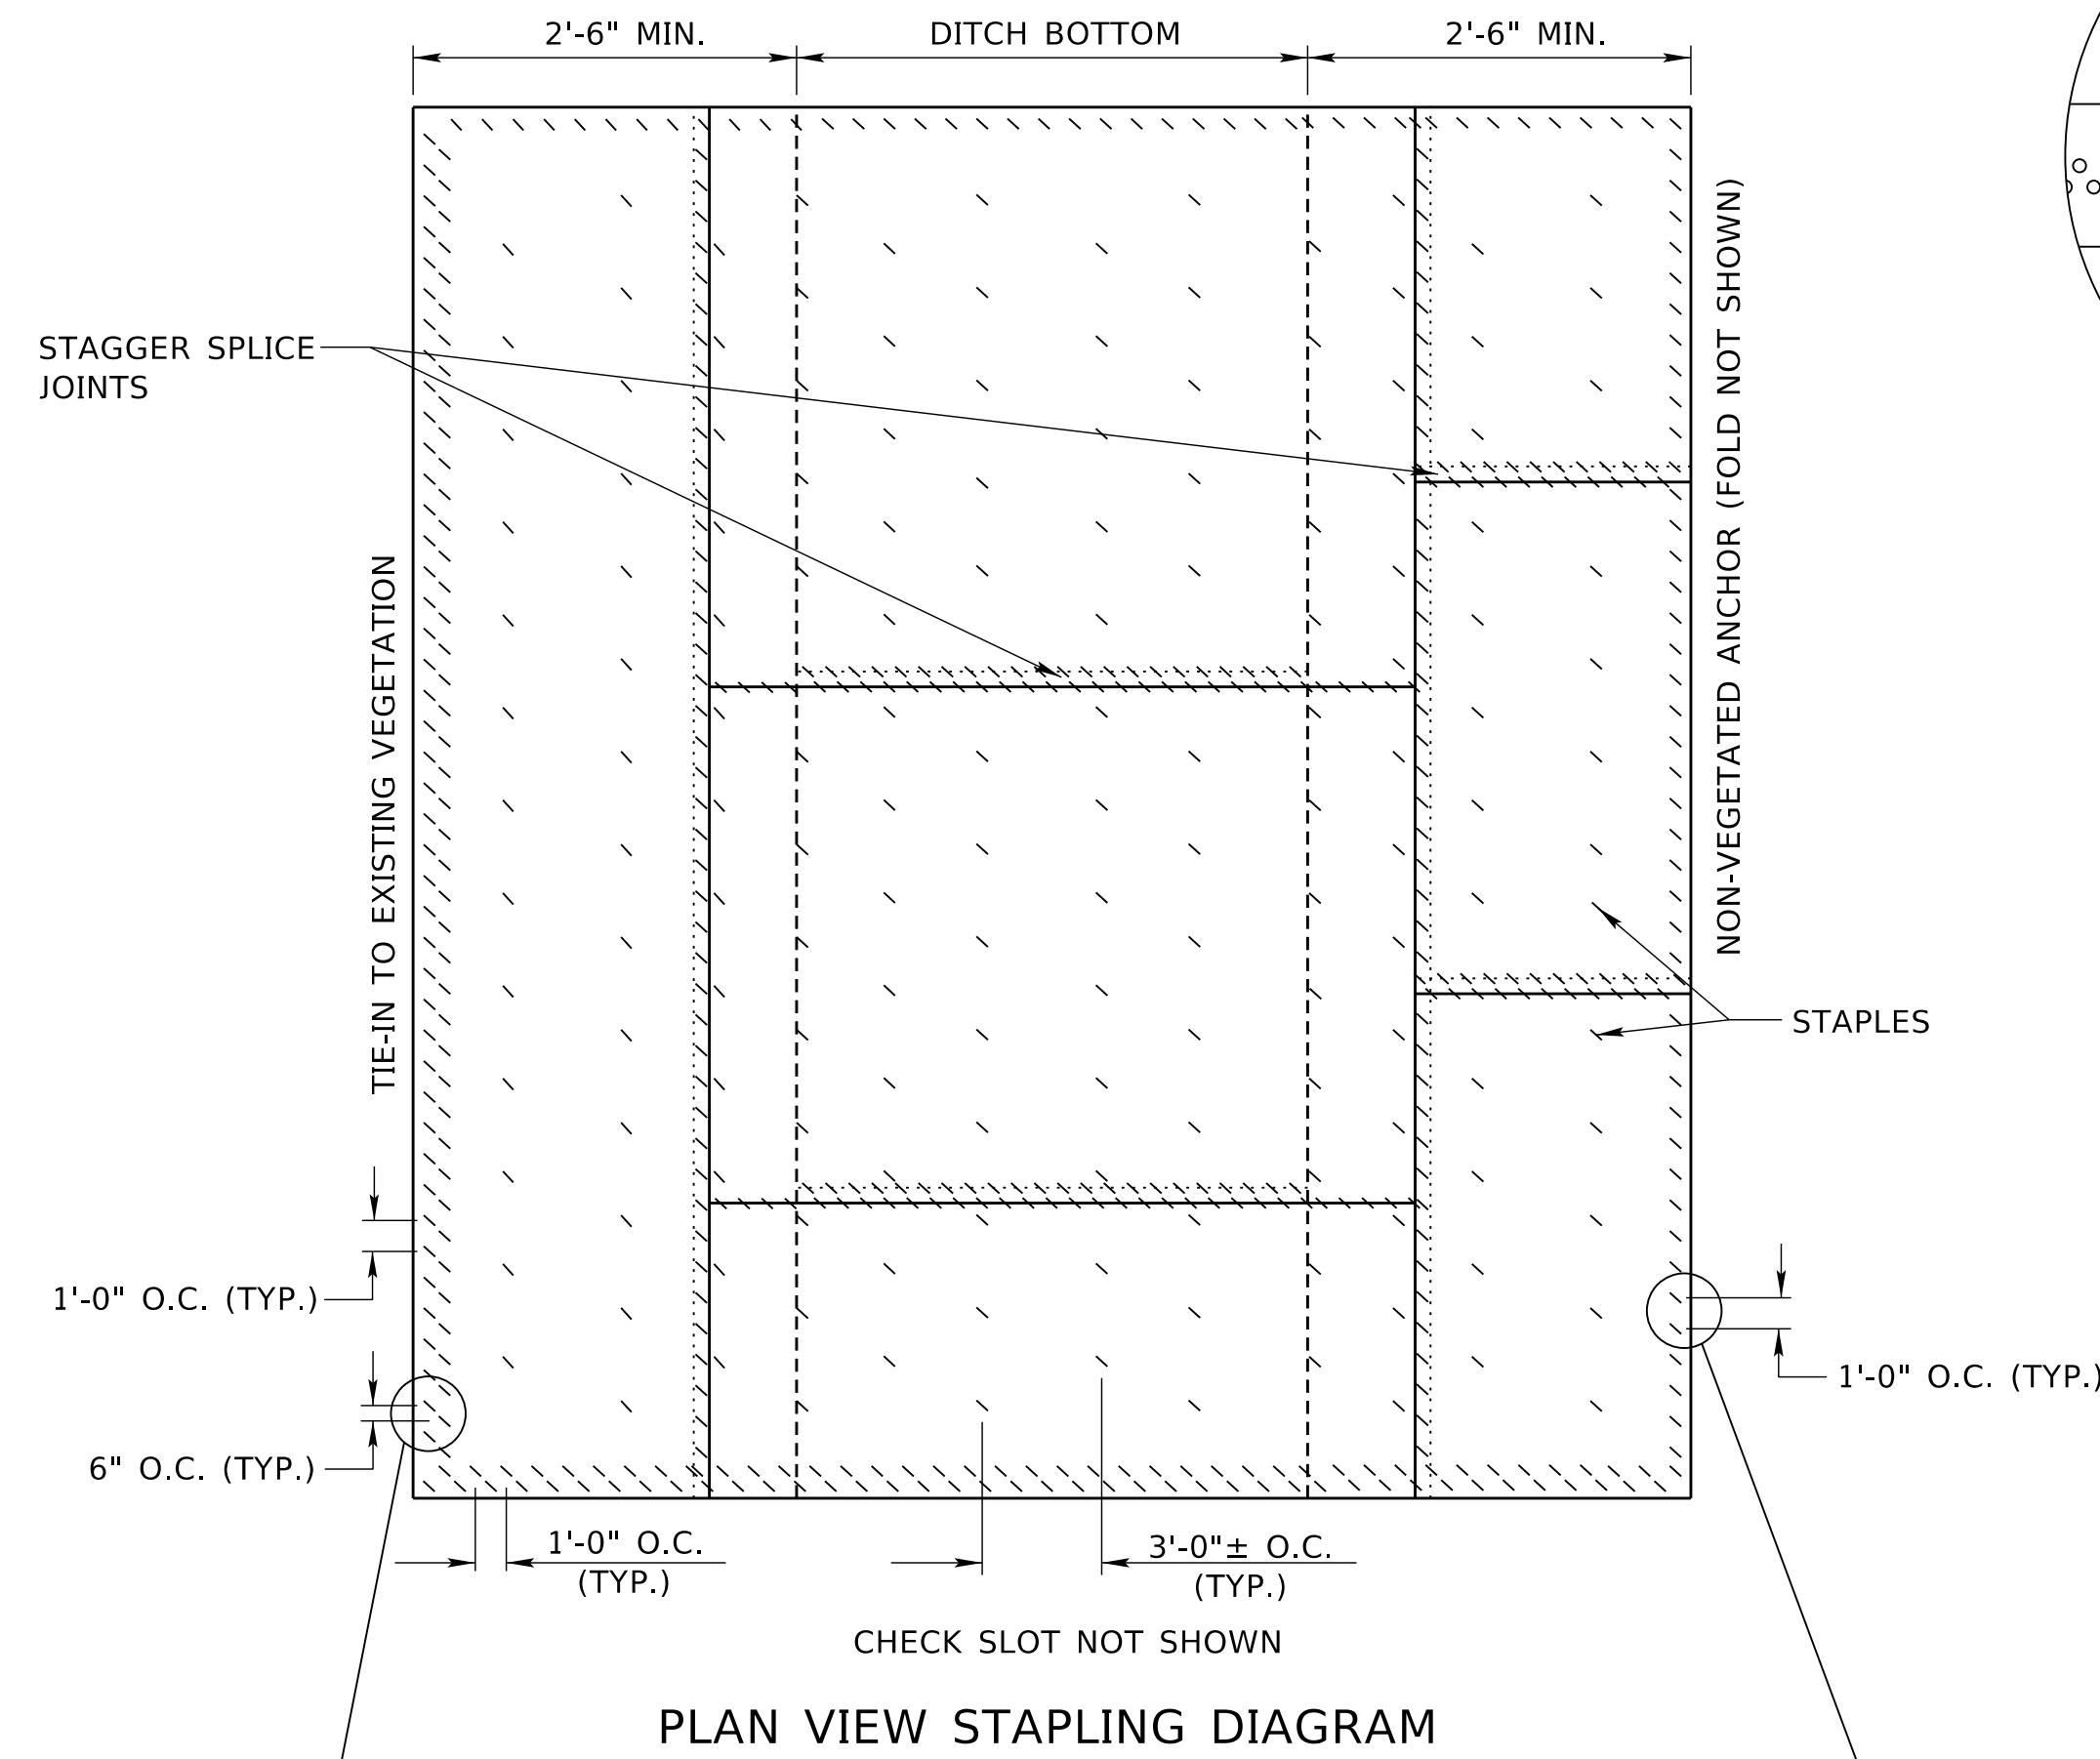 2'-6" MIN.
DITCH BOTTOM
2'-6" MIN.
STAGGER SPLICE
JOINTS
TIE-IN TO EXISTING VEGETATION
NON-VEGETATED ANCHOR (FOLD NOT SHOWN)
STAPLES
1'-0" O.C. (TYP.)
1'-0" O.C. (TYP.)
6" O.C. (TYP.)
1'-0" O.C.
(TYP.)
3'-0"± O.C.
(TYP.)
CHECK SLOT NOT SHOWN
PLAN VIEW STAPLING DIAGRAM